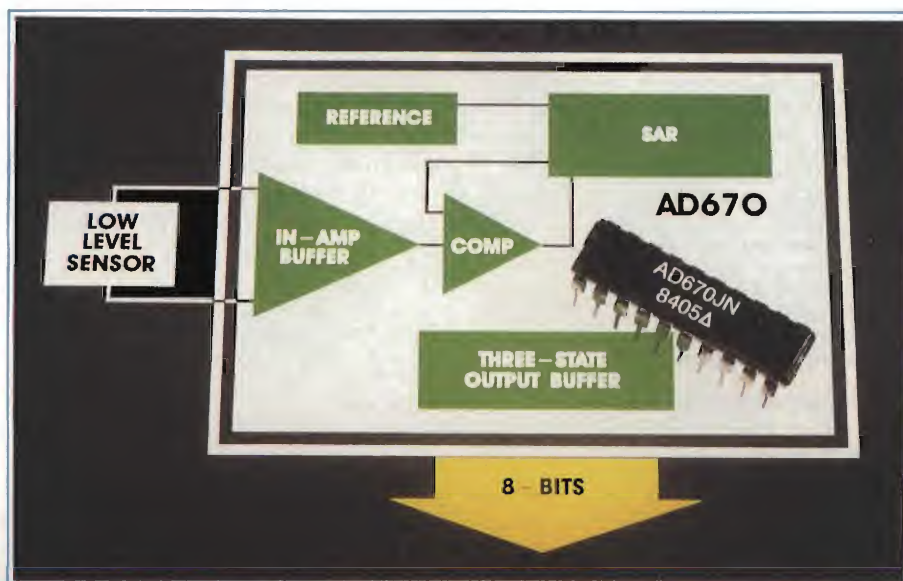 REFERENCE
SAR
AD670
LOW
LEVEL
SENSOR
IN-AMP
BUFFER
COMP
AD670JN
8405Δ
THREE-STATE
OUTPUT BUFFER
8 - BITS